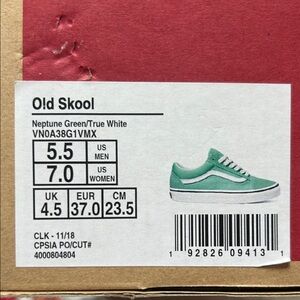 Old Skool
Neptune Green/True White
VN0A38G1VMX
5.5 US MEN
7.0 US WOMEN
UK EUR CM
4.5 37.0 23.5
CLK - 11/18
CPSIA PO/CUT#
4000804804
1 92826 09413 1